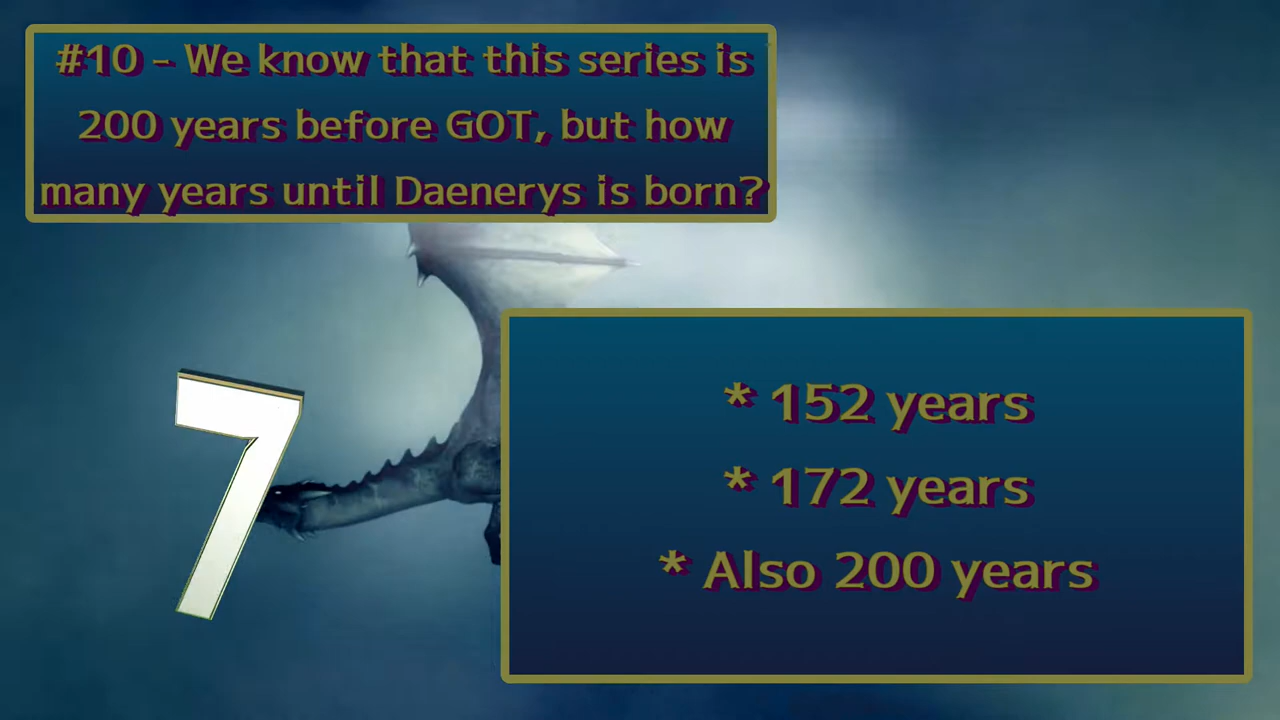 #10 - We know that this series is
200 years before GOT, but how
many years until Daenerys is born?
7
* 152 years
* 172 years
* Also 200 years